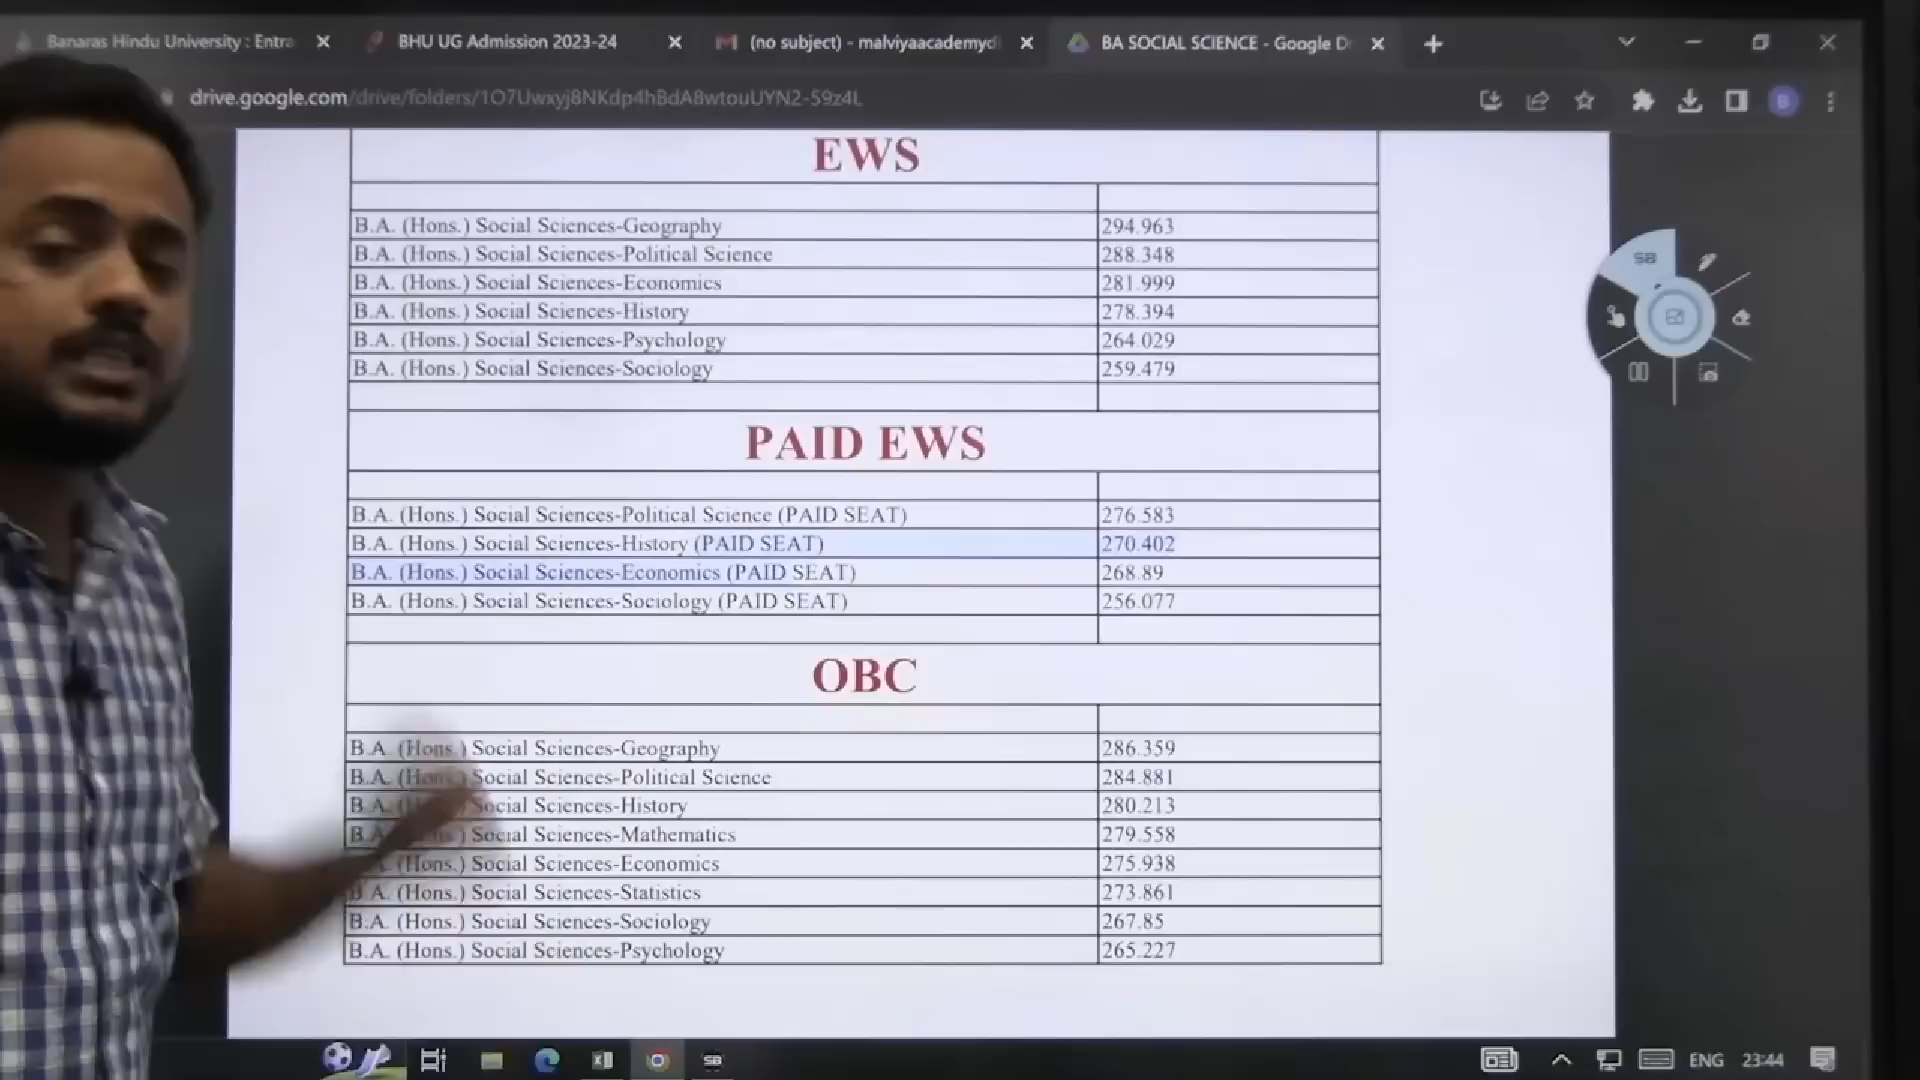 Banaras Hindu University : Entra
BHU UG Admission 2023-24
(no subject) - malviyaacademyd
BA SOCIAL SCIENCE - Google D
drive.google.com/drive/folders/1O7Uwxyj8NKdp4hBdA8wtouUYN2-S9z4L
B
EWS
B.A. (Hons.) Social Sciences-Geography 294.963
B.A. (Hons.) Social Sciences-Political Science 288.348
B.A. (Hons.) Social Sciences-Economics 281.999
B.A. (Hons.) Social Sciences-History 278.394
B.A. (Hons.) Social Sciences-Psychology 264.029
B.A. (Hons.) Social Sciences-Sociology 259.479
SB
PAID EWS
B.A. (Hons.) Social Sciences-Political Science (PAID SEAT) 276.583
B.A. (Hons.) Social Sciences-History (PAID SEAT) 270.402
B.A. (Hons.) Social Sciences-Economics (PAID SEAT) 268.89
B.A. (Hons.) Social Sciences-Sociology (PAID SEAT) 256.077
OBC
B.A. (Hons.) Social Sciences-Geography 286.359
B.A. (Hons.) Social Sciences-Political Science 284.881
B.A. Social Sciences-History 280.213
B.A. Social Sciences-Mathematics 279.558
A. (Hons.) Social Sciences-Economics 275.938
B.A. (Hons.) Social Sciences-Statistics 273.861
B.A. (Hons.) Social Sciences-Sociology 267.85
B.A. (Hons.) Social Sciences-Psychology 265.227
SB
ENG 23:44